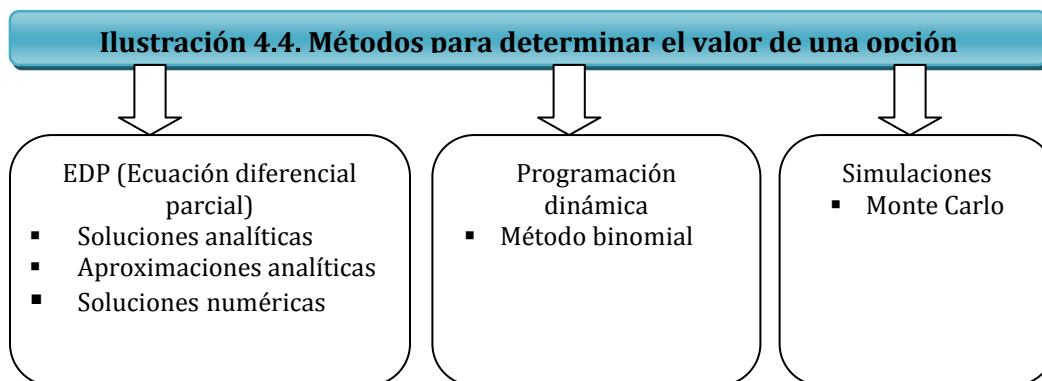 Ilustración 4.4. Métodos para determinar el valor de una opción
EDP (Ecuación diferencial
parcial)
▪ Soluciones analíticas
▪ Aproximaciones analíticas
▪ Soluciones numéricas
Programación
dinámica
▪ Método binomial
Simulaciones
▪ Monte Carlo